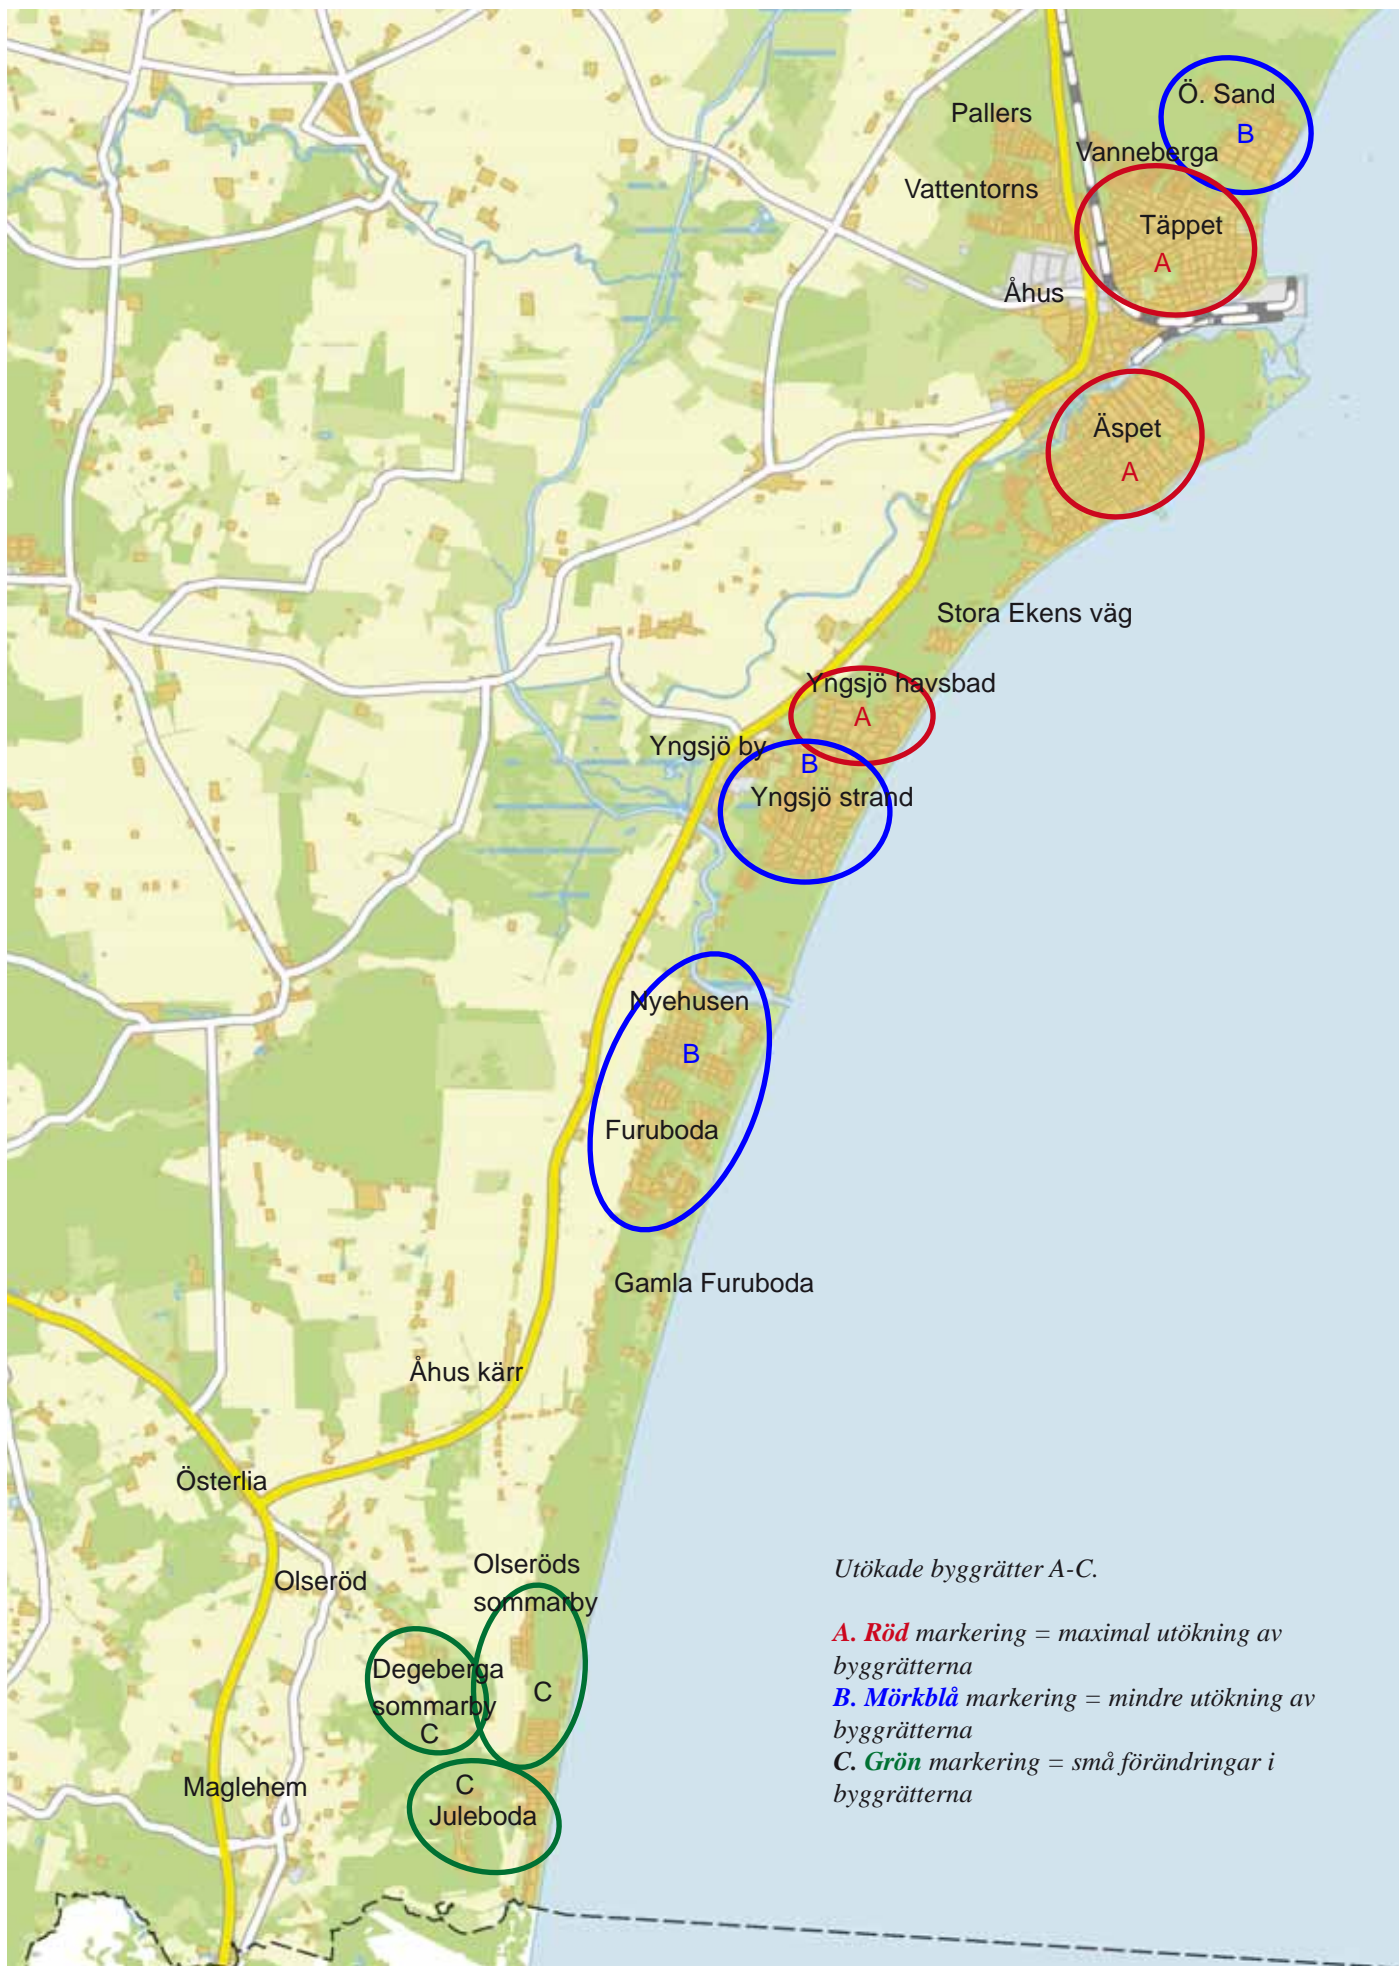 Ö. Sand
Pallers
B
Vanneberga
Vattentorns
Täppet
A
Åhus
Äspet
A
Stora Ekens väg
Yngsjö havsbad
A
Yngsjö by
B
Yngsjö strand
Nyehusen
B
Furuboda
Gamla Furuboda
Åhus kärr
Österlia
Olseröd
Olseröds
sommarby
Degeberga
sommarby
C
C
Maglehem
C
Juleboda
Utökade byggrätter A-C.
A. Röd markering = maximal utökning av
byggrätterna
B. Mörkblå markering = mindre utökning av
byggrätterna
C. Grön markering = små förändringar i
byggrätterna